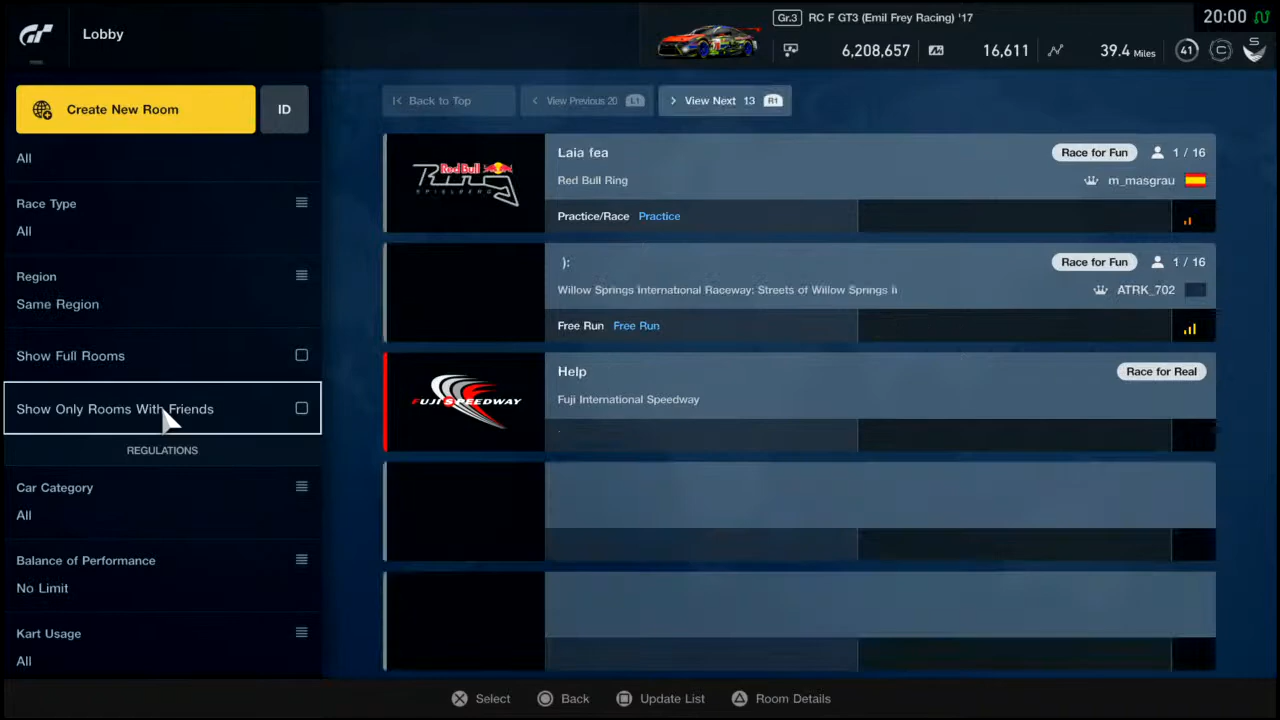 Lobby
Gr.3 RC F GT3 (Emil Frey Racing) '17
20:00
6,208,657 16,611 39.4 Miles 41 C S
Create New Room ID
All
Race Type
All
Region
Same Region
Show Full Rooms
Show Only Rooms With Friends
REGULATIONS
Car Category
All
Balance of Performance
No Limit
Kart Usage
All
Back to Top View Previous 20 L1 View Next 13 R1
Red Bull
Ring
SPIELBERG
Laia fea Race for Fun 1 / 16
Red Bull Ring m_masgrau
Practice/Race Practice
): Race for Fun 1 / 16
Willow Springs International Raceway: Streets of Willow Springs II ATRK_702
Free Run Free Run
FUJI SPEEDWAY
Help Race for Real
Fuji International Speedway
Select Back Update List Room Details